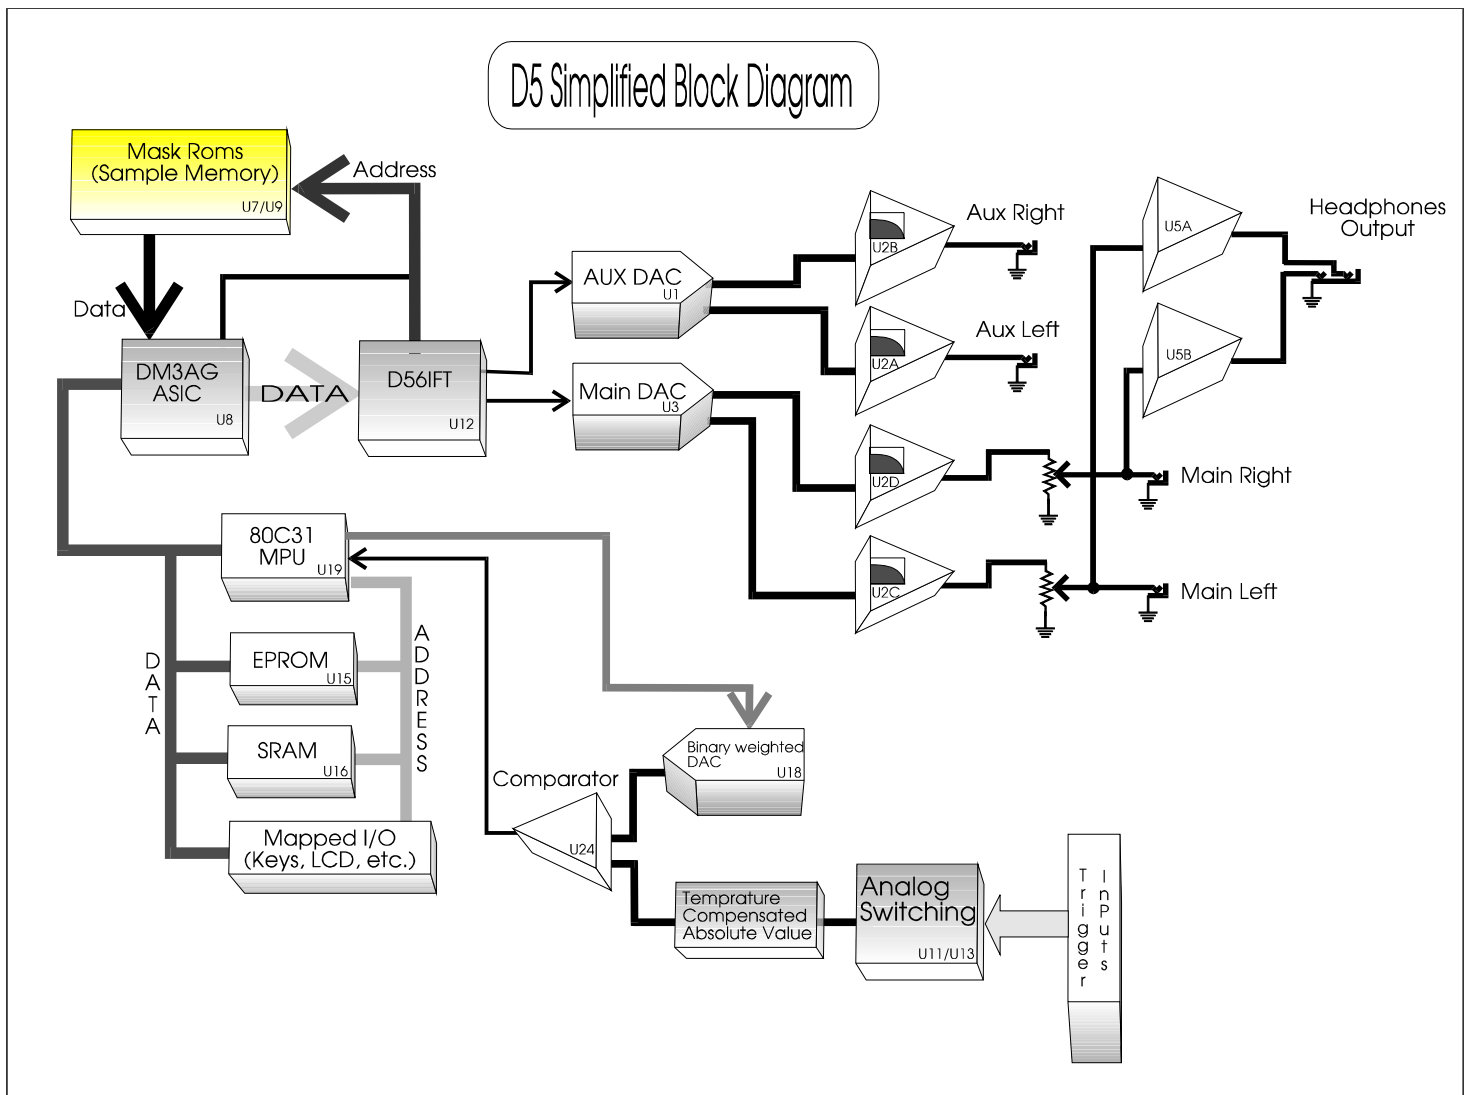 D5 Simplified Block Diagram
Mask Roms
(Sample Memory)
U7/U9
Address
Data
DM3AG
ASIC
U8
DATA
D56IFT
U12
AUX DAC
U1
Main DAC
U3
U2B
Aux Right
U2A
Aux Left
U2D
Main Right
U2C
Main Left
U5A
U5B
Headphones
Output
80C31
MPU
U19
DATA
ADDRESS
EPROM
U15
SRAM
U16
Mapped I/O
(Keys, LCD, etc.)
Binary weighted
DAC
U18
Comparator
U24
Temprature
Compensated
Absolute Value
Analog
Switching
U11/U13
Trigger
InPuts